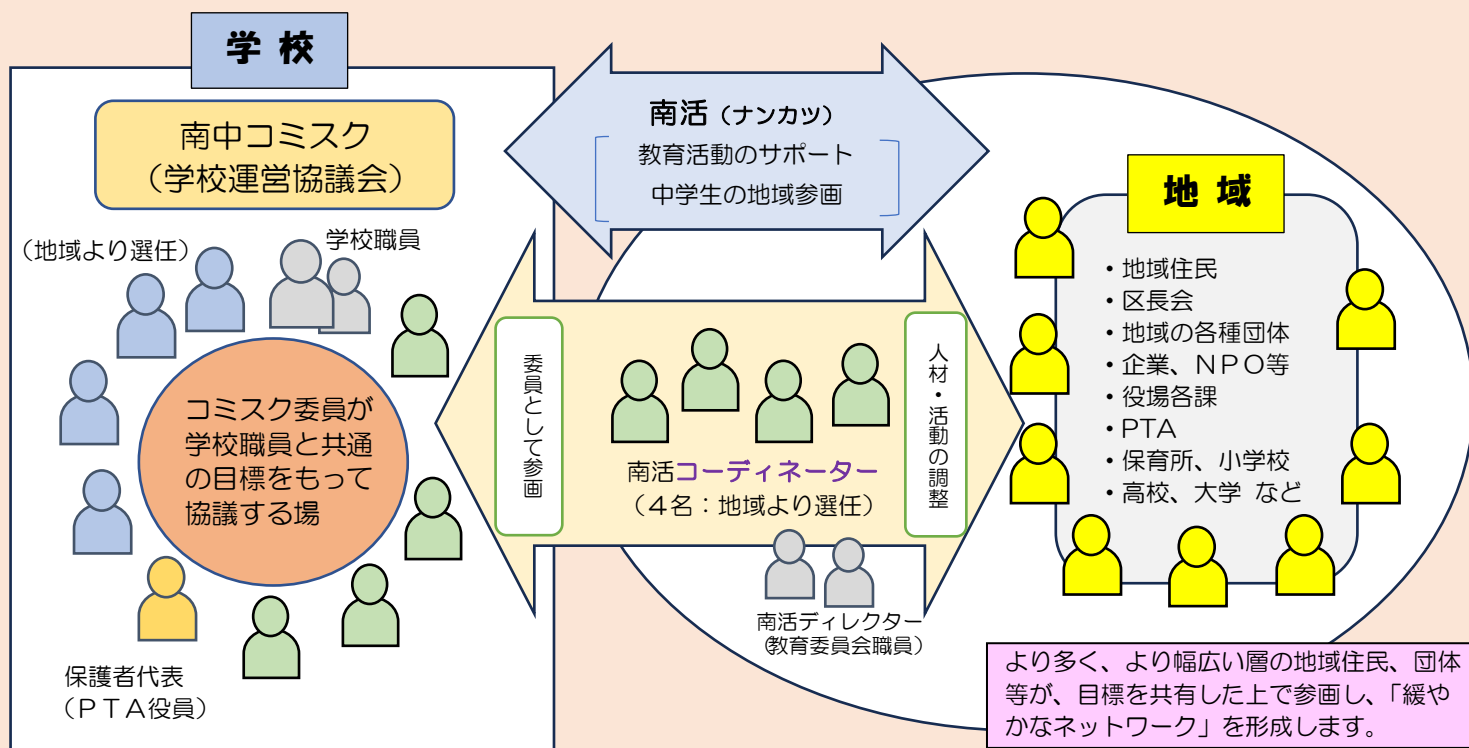 学 校
南中コミスク
（学校運営協議会）
（地域より選任）
学校職員
コミスク委員が
学校職員と共通
の目標をもって
協議する場
保護者代表
（ＰＴＡ役員）
南活（ナンカツ）
教育活動のサポート
中学生の地域参画
委員として参画
人材・活動の調整
南活コーディネーター
（４名：地域より選任）
南活ディレクター
（教育委員会職員）
地 域
・地域住民
・区長会
・地域の各種団体
・企業、ＮＰＯ等
・役場各課
・PTA
・保育所、小学校
・高校、大学 など
より多く、より幅広い層の地域住民、団体
等が、目標を共有した上で参画し、「緩や
かなネットワーク」を形成します。